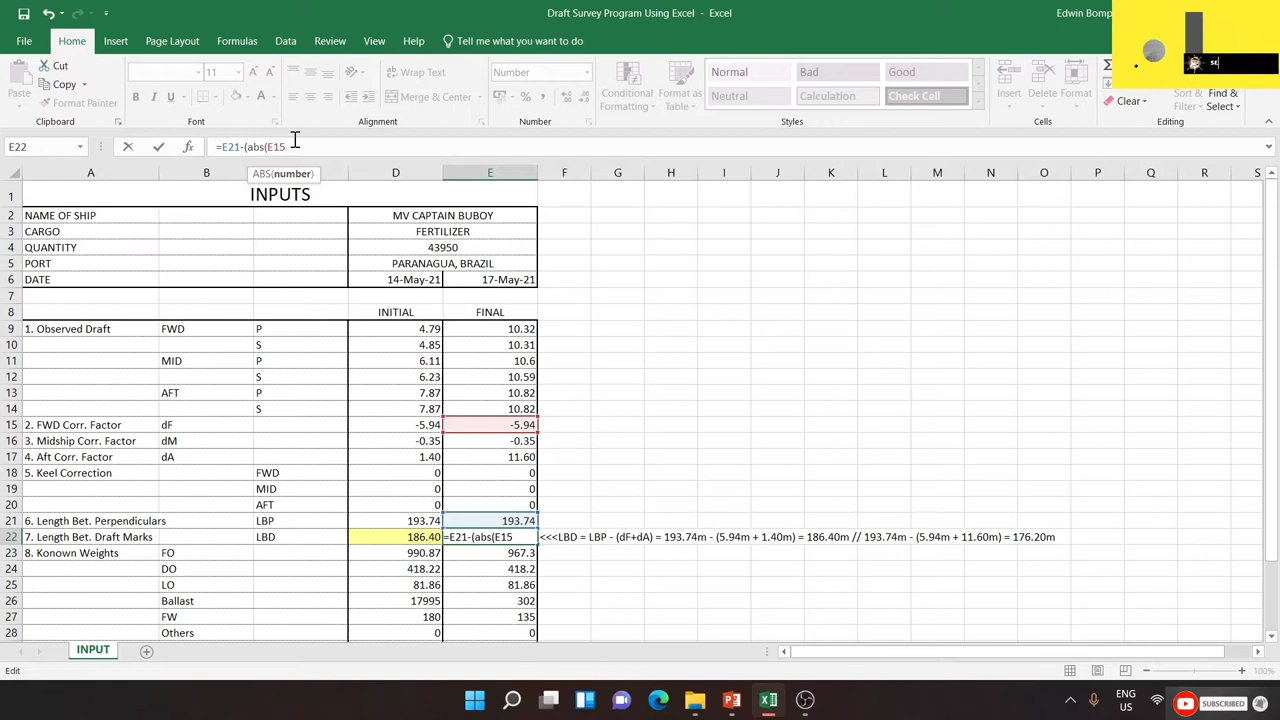 Draft Survey Program Using Excel - Excel
Edwin Bomp
File Home Insert Page Layout Formulas Data Review View Help Tell me what you want to do
Paste
Cut
Copy
Format Painter
Clipboard
11
Font
Wrap Text
Merge & Center
Alignment
Number
Number
Conditional Formatting
Format as Table
Normal Bad Good
Neutral Calculation Check Cell
Styles
Insert Delete Format
Cells
Clear
Sort & Filter
Find & Select
Editing
SE
E22 =E21-(abs(E15
ABS(number)
A B C D E F G H I J K L M N O P Q R S
1 INPUTS
2 NAME OF SHIP MV CAPTAIN BUBOY
3 CARGO FERTILIZER
4 QUANTITY 43950
5 PORT PARANAGUA, BRAZIL
6 DATE 14-May-21 17-May-21
7
8 INITIAL FINAL
9 1. Observed Draft FWD P 4.79 10.32
10 S 4.85 10.31
11 MID P 6.11 10.6
12 S 6.23 10.59
13 AFT P 7.87 10.82
14 S 7.87 10.82
15 2. FWD Corr. Factor dF -5.94 -5.94
16 3. Midship Corr. Factor dM -0.35 -0.35
17 4. Aft Corr. Factor dA 1.40 11.60
18 5. Keel Correction FWD 0 0
19 MID 0 0
20 AFT 0 0
21 6. Length Bet. Perpendiculars LBP 193.74 193.74
22 7. Length Bet. Draft Marks LBD 186.40 =E21-(abs(E15 <<<LBD = LBP - (dF+dA) = 193.74m - (5.94m + 1.40m) = 186.40m // 193.74m - (5.94m + 11.60m) = 176.20m
23 8. Konown Weights FO 990.87 967.3
24 DO 418.22 418.2
25 LO 81.86 81.86
26 Ballast 17995 302
27 FW 180 135
28 Others 0 0
INPUT
Edit
100%
ENG
US
SUBSCRIBED